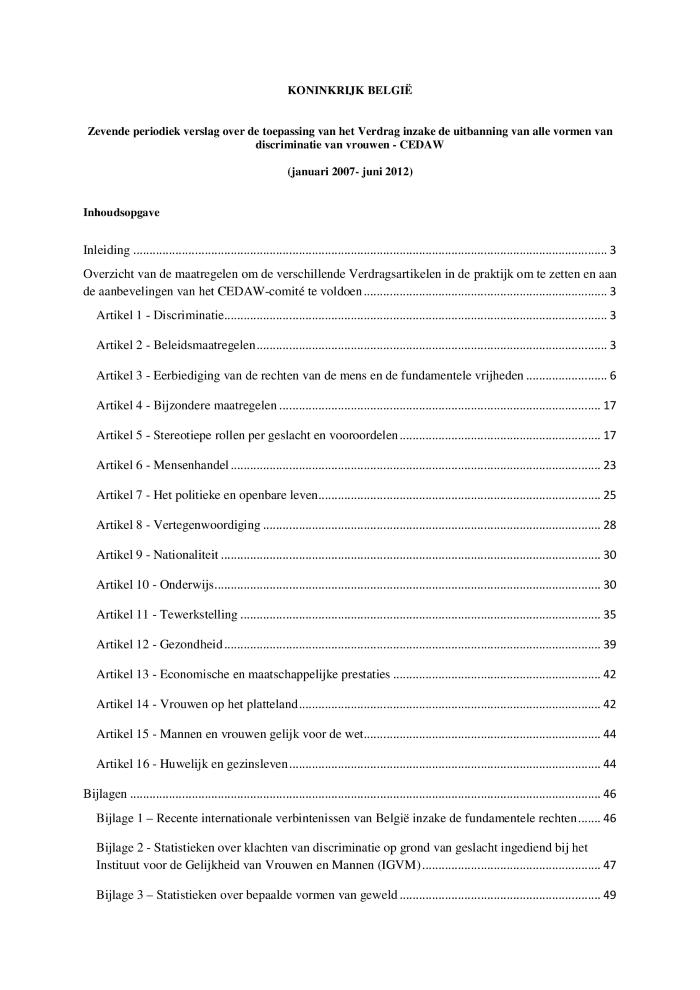 KONINKRIJK BELGIË
Zevende periodiek verslag over de toepassing van het Verdrag inzake de uitbanning van alle vormen van
discriminatie van vrouwen - CEDAW
(januari 2007- juni 2012)
Inhoudsopgave
Inleiding ........ 3
Overzicht van de maatregelen om de verschillende Verdragsartikelen in de praktijk om te zetten en aan
de aanbevelingen van het CEDAW-comité te voldoen ........ 3
Artikel 1 - Discriminatie ........ 3
Artikel 2 - Beleidsmaatregelen ........ 3
Artikel 3 - Eerbiediging van de rechten van de mens en de fundamentele vrijheden ........ 6
Artikel 4 - Bijzondere maatregelen ........ 17
Artikel 5 - Stereotiepe rollen per geslacht en vooroordelen ........ 17
Artikel 6 - Mensenhandel ........ 23
Artikel 7 - Het politieke en openbare leven ........ 25
Artikel 8 - Vertegenwoordiging ........ 28
Artikel 9 - Nationaliteit ........ 30
Artikel 10 - Onderwijs ........ 30
Artikel 11 - Tewerkstelling ........ 35
Artikel 12 - Gezondheid ........ 39
Artikel 13 - Economische en maatschappelijke prestaties ........ 42
Artikel 14 - Vrouwen op het platteland ........ 42
Artikel 15 - Mannen en vrouwen gelijk voor de wet ........ 44
Artikel 16 - Huwelijk en gezinsleven ........ 44
Bijlagen ........ 46
Bijlage 1 – Recente internationale verbintenissen van België inzake de fundamentele rechten ....... 46
Bijlage 2 - Statistieken over klachten van discriminatie op grond van geslacht ingediend bij het
Instituut voor de Gelijkheid van Vrouwen en Mannen (IGVM) ........ 47
Bijlage 3 – Statistieken over bepaalde vormen van geweld ........ 49